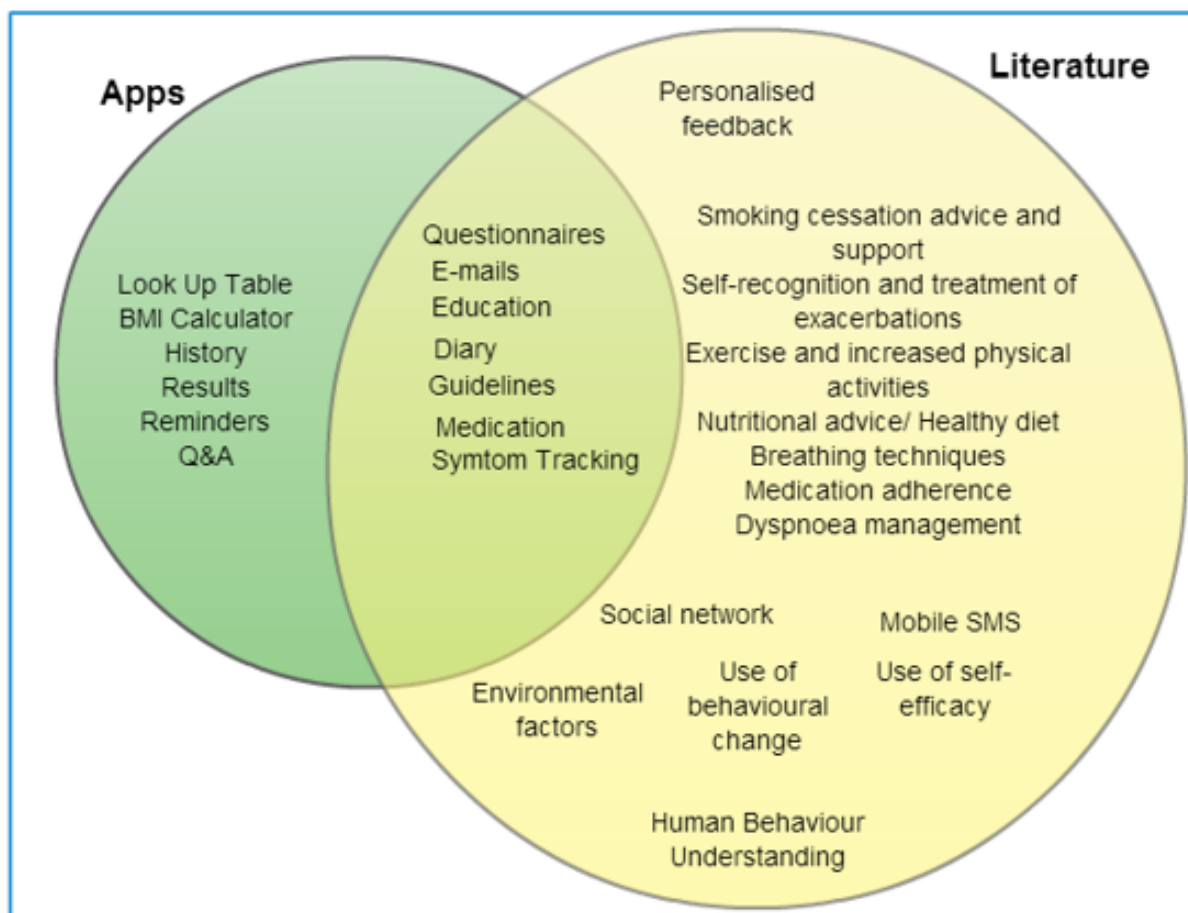 Apps
Literature
Look Up Table
BMI Calculator
History
Results
Reminders
Q&A
Questionnaires
E-mails
Education
Diary
Guidelines
Medication
Symtom Tracking
Personalised
feedback
Smoking cessation advice and
support
Self-recognition and treatment of
exacerbations
Exercise and increased physical
activities
Nutritional advice/ Healthy diet
Breathing techniques
Medication adherence
Dyspnoea management
Social network
Mobile SMS
Environmental
factors
Use of
behavioural
change
Use of self-
efficacy
Human Behaviour
Understanding